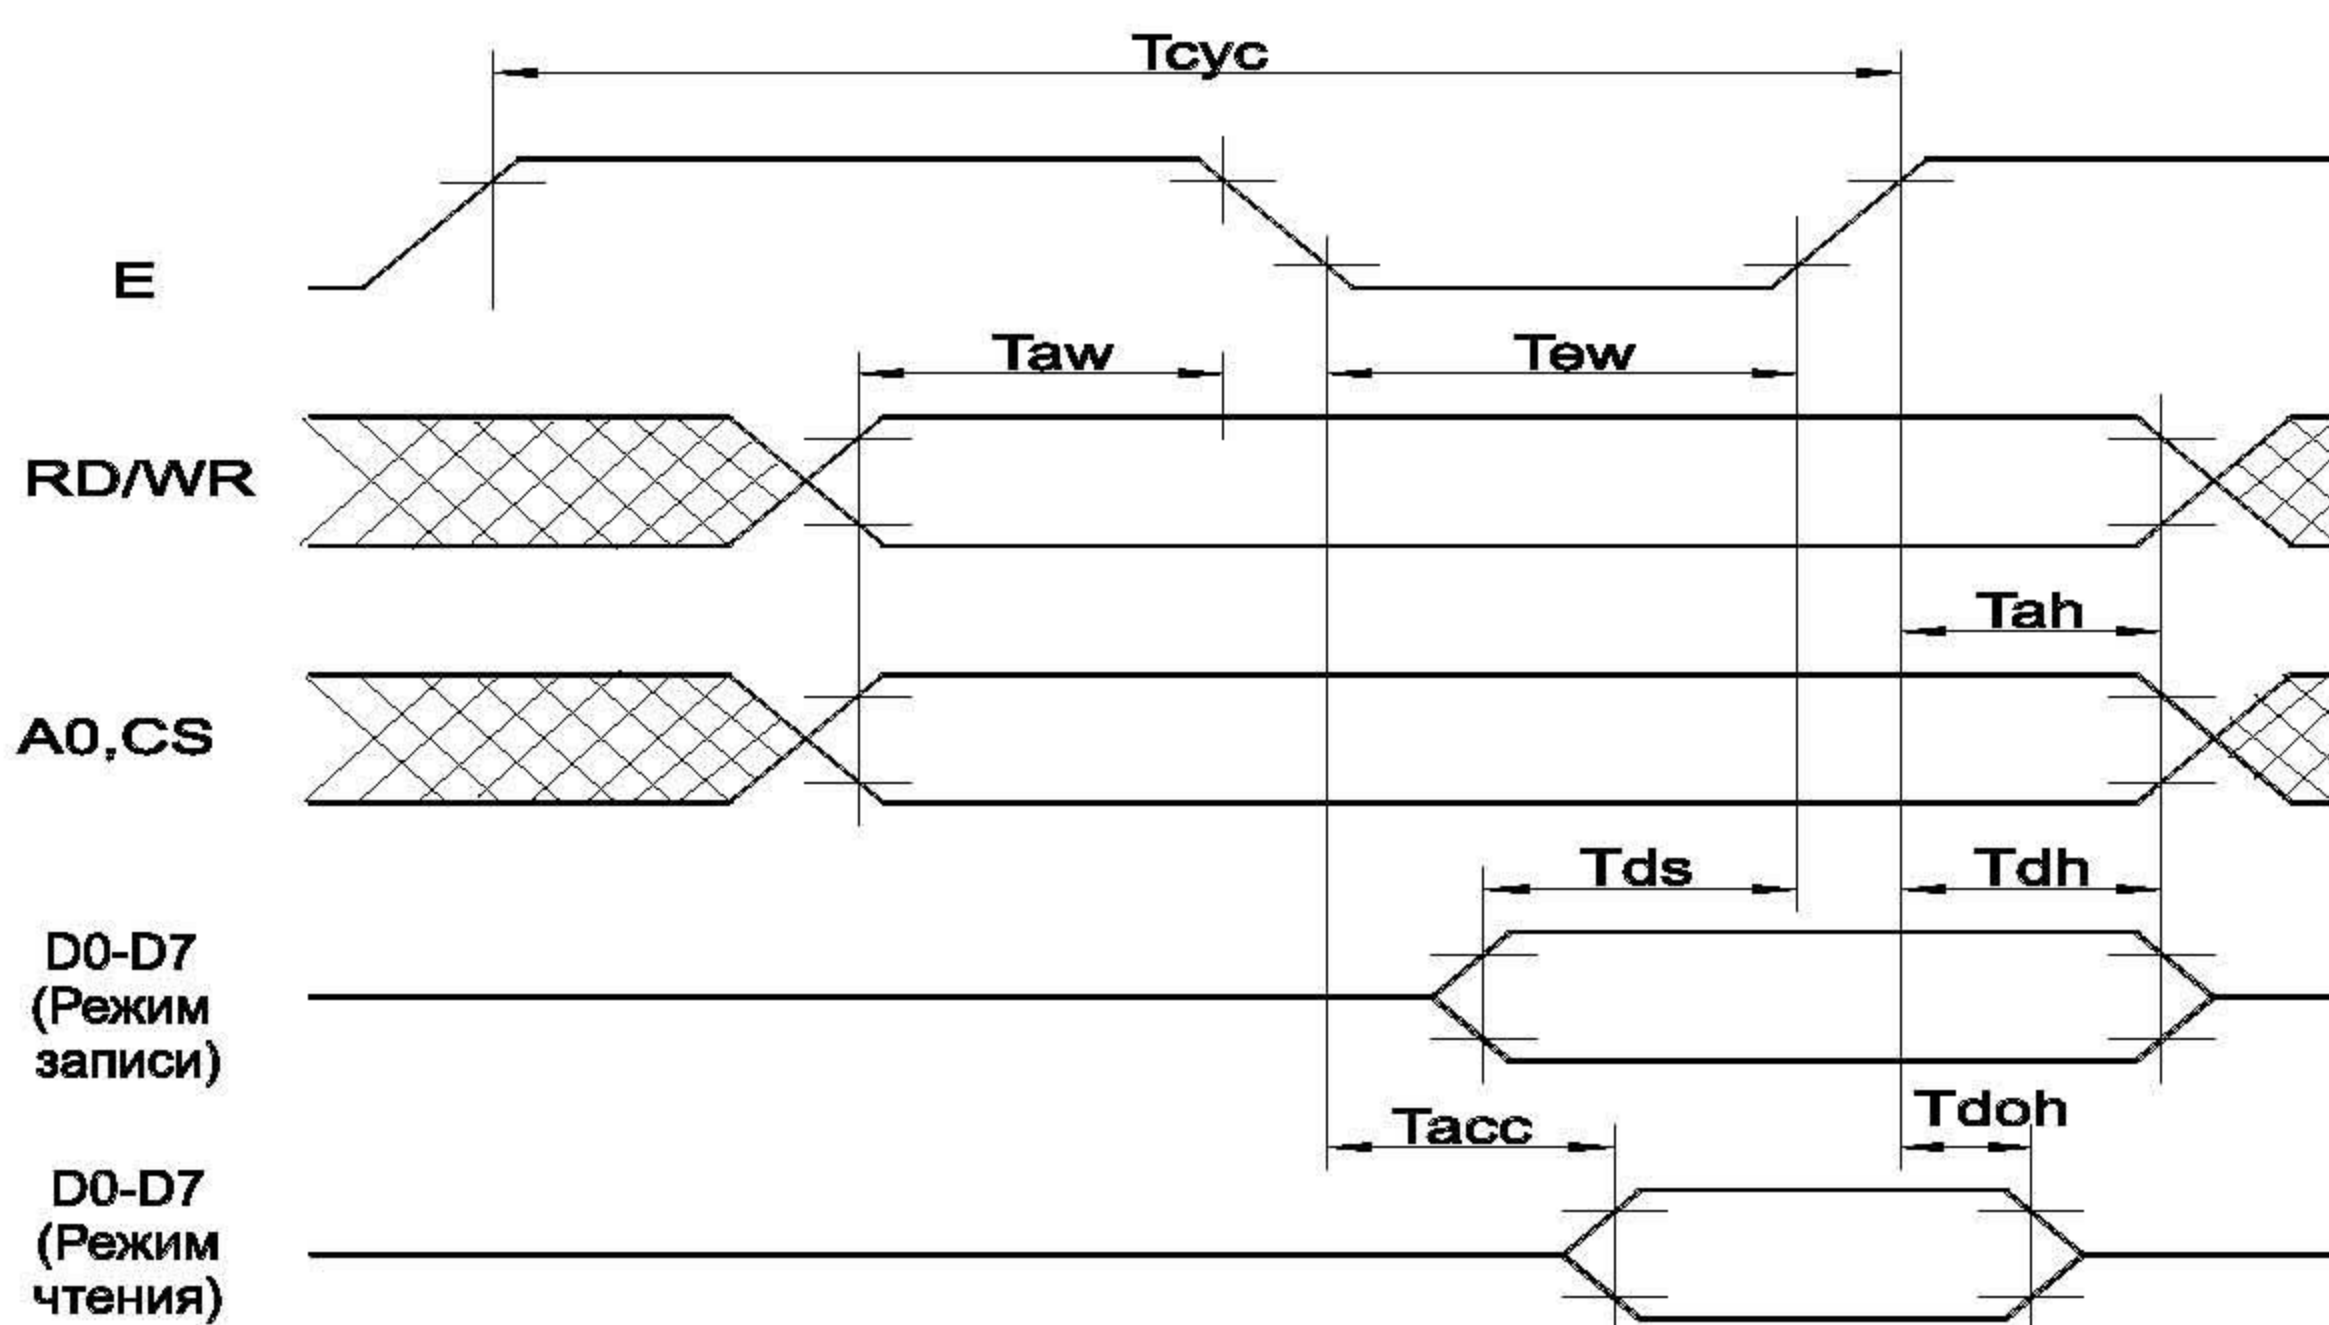 Tcyc
E
Taw
Tew
RD/WR
Tah
A0,CS
Tds
Tdh
D0-D7
(Режим
записи)
Tacc
Tdoh
D0-D7
(Режим
чтения)